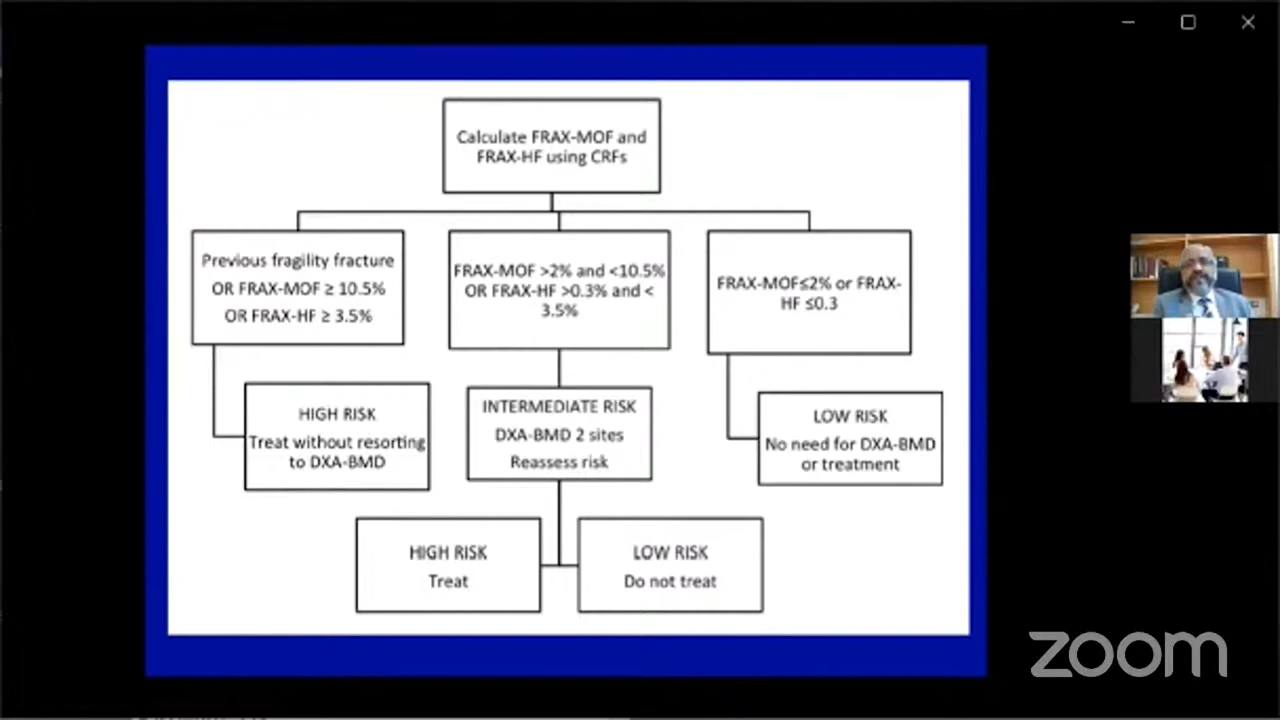 Calculate FRAX-MOF and
FRAX-HF using CRFs
Previous fragility fracture
OR FRAX-MOF ≥ 10.5%
OR FRAX-HF ≥ 3.5%
FRAX-MOF >2% and <10.5%
OR FRAX-HF >0.3% and <
3.5%
FRAX-MOF≤2% or FRAX-
HF ≤0.3
HIGH RISK
Treat without resorting
to DXA-BMD
INTERMEDIATE RISK
DXA-BMD 2 sites
Reassess risk
LOW RISK
No need for DXA-BMD
or treatment
HIGH RISK
Treat
LOW RISK
Do not treat
zoom